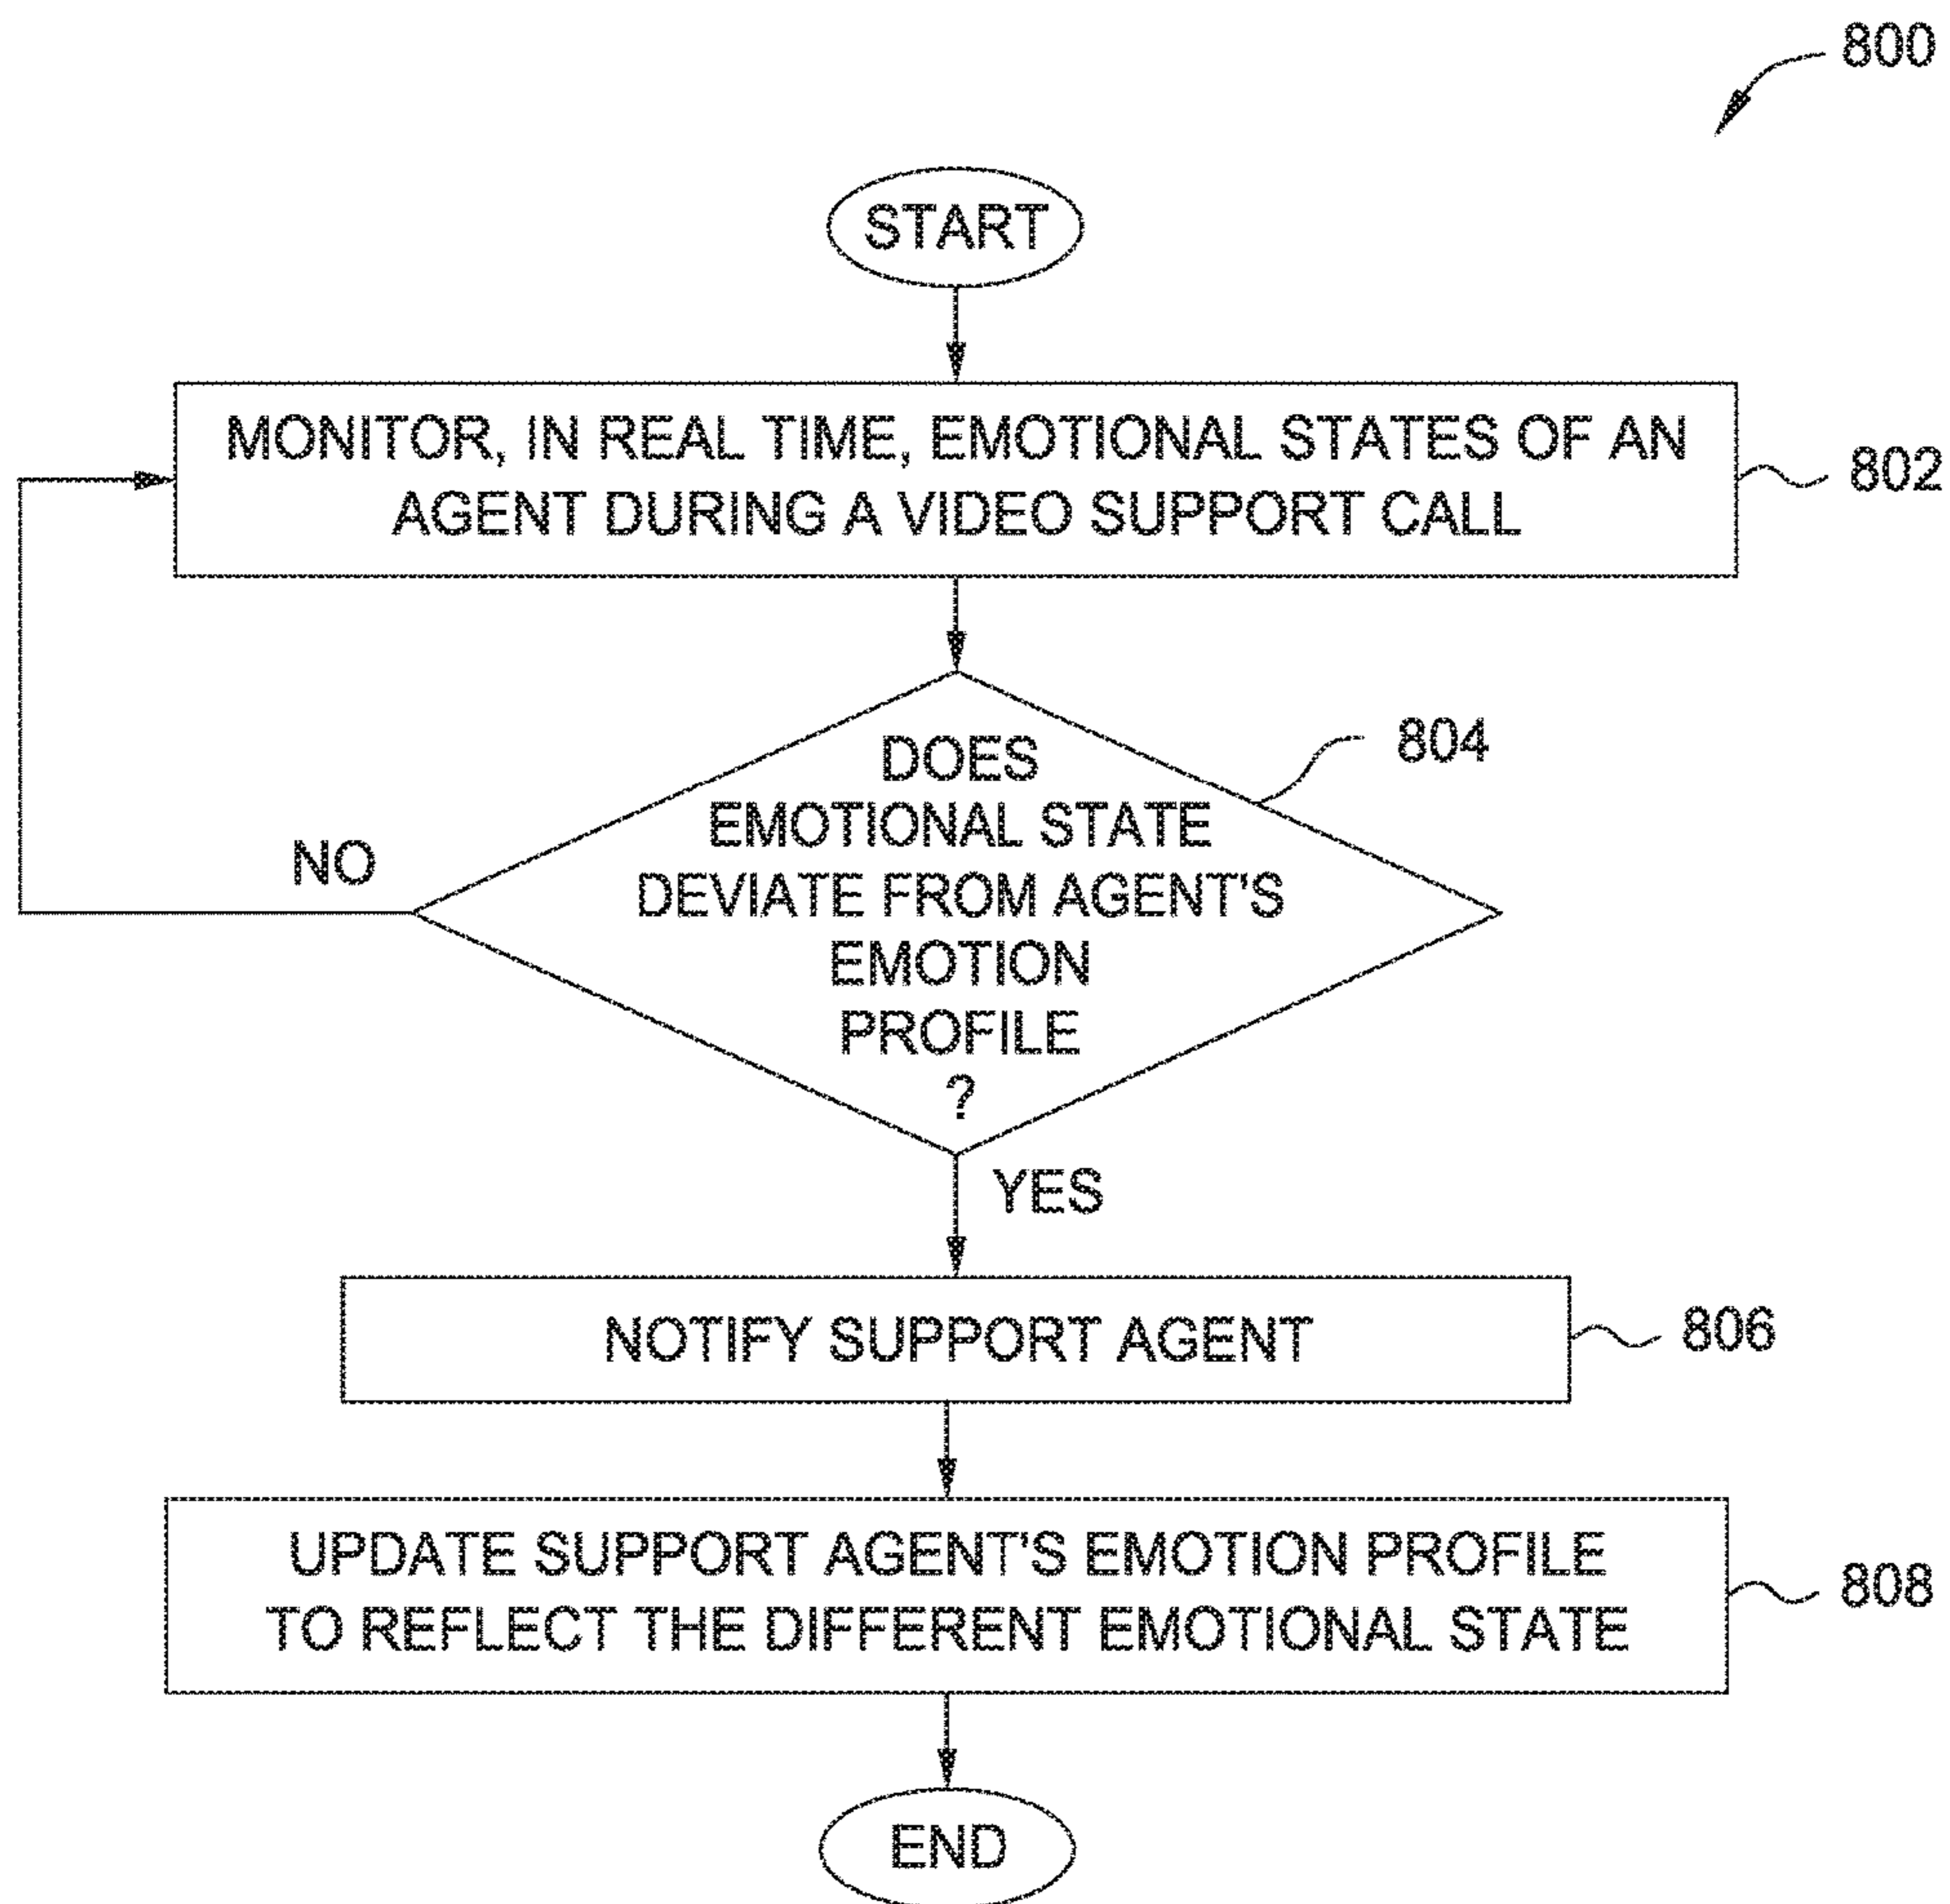 800
START
MONITOR, IN REAL TIME, EMOTIONAL STATES OF AN
AGENT DURING A VIDEO SUPPORT CALL
802
DOES
EMOTIONAL STATE
DEVIATE FROM AGENT'S
EMOTION
PROFILE
?
804
NO
YES
NOTIFY SUPPORT AGENT
806
UPDATE SUPPORT AGENT'S EMOTION PROFILE
TO REFLECT THE DIFFERENT EMOTIONAL STATE
808
END